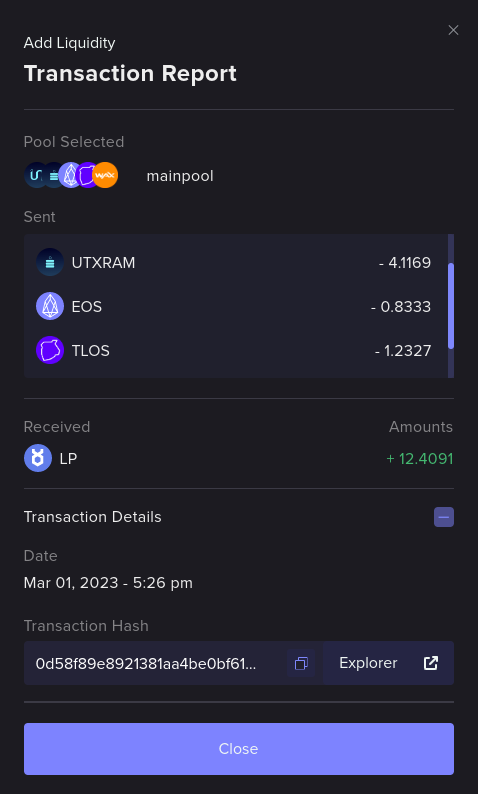 Add Liquidity
Transaction Report
Pool Selected
mainpool
Sent
UTXRAM - 4.1169
EOS - 0.8333
TLOS - 1.2327
Received Amounts
LP + 12.4091
Transaction Details
Date
Mar 01, 2023 - 5:26 pm
Transaction Hash
0d58f89e8921381aa4be0bf61... Explorer
Close